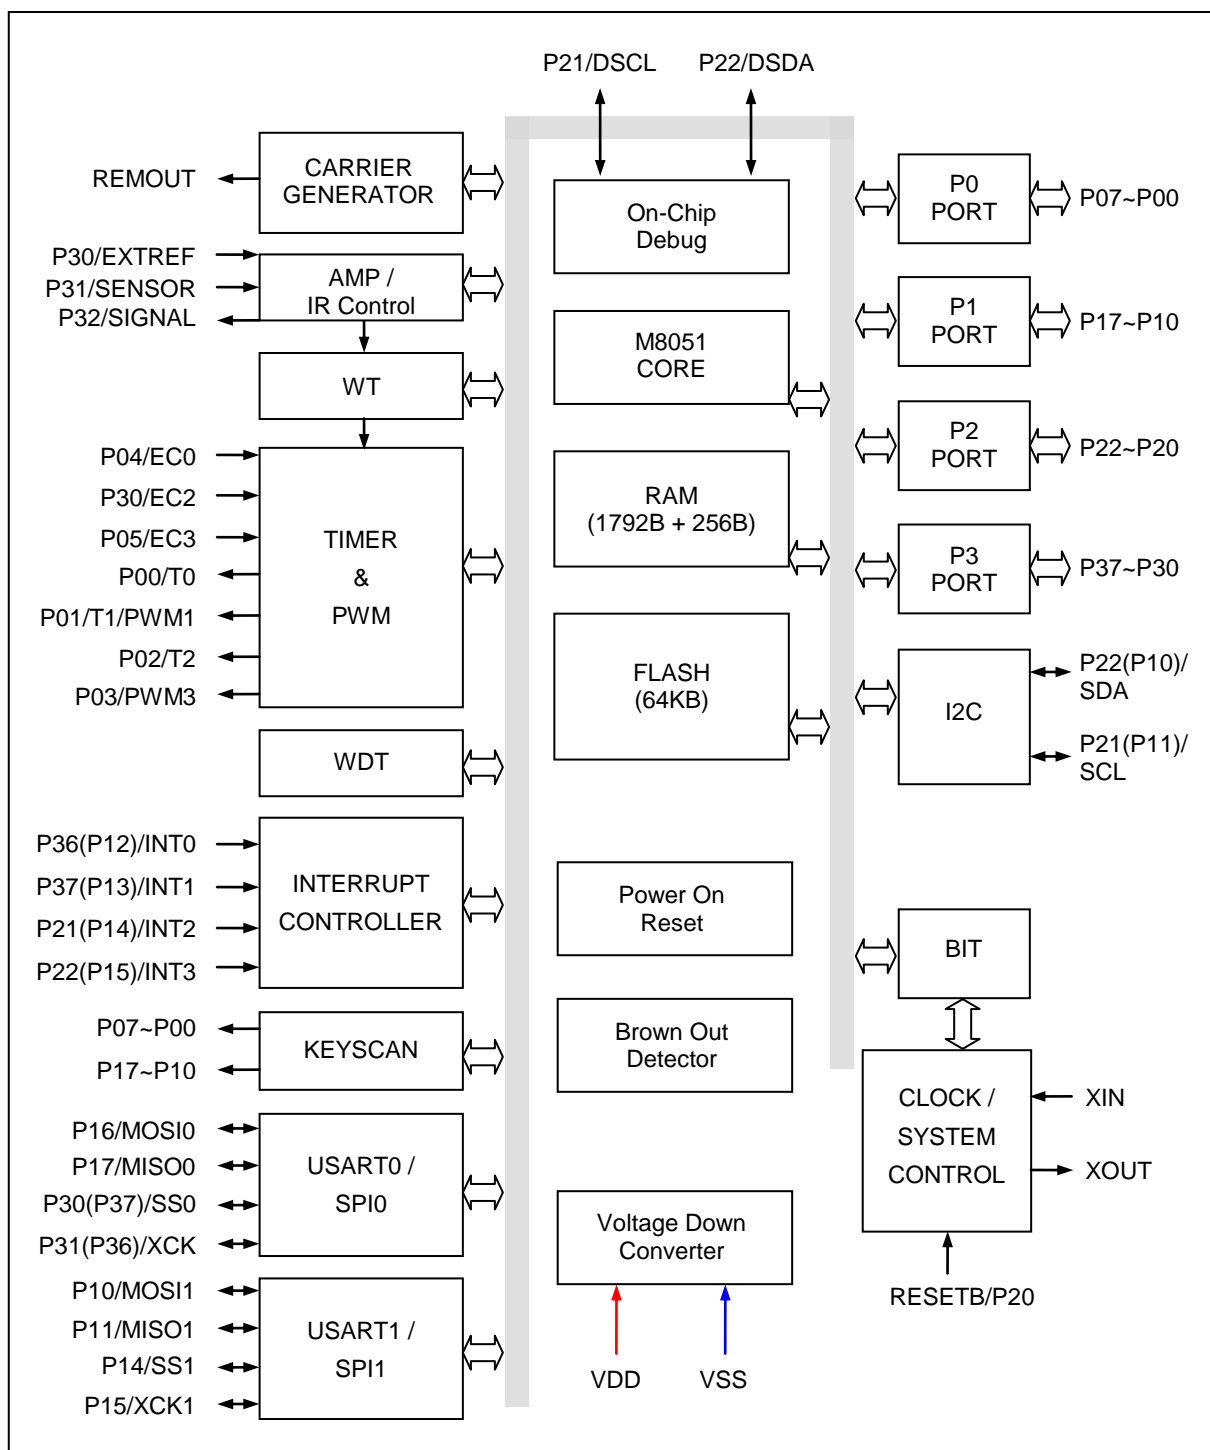 P21/DSCL
P22/DSDA
REMOUT
CARRIER
GENERATOR
P30/EXTREF
P31/SENSOR
P32/SIGNAL
AMP /
IR Control
WT
P04/EC0
P30/EC2
P05/EC3
P00/T0
P01/T1/PWM1
P02/T2
P03/PWM3
TIMER
&
PWM
WDT
P36(P12)/INT0
P37(P13)/INT1
P21(P14)/INT2
P22(P15)/INT3
INTERRUPT
CONTROLLER
P07~P00
P17~P10
KEYSCAN
P16/MOSI0
P17/MISO0
P30(P37)/SS0
P31(P36)/XCK
USART0 /
SPI0
P10/MOSI1
P11/MISO1
P14/SS1
P15/XCK1
USART1 /
SPI1
On-Chip
Debug
M8051
CORE
RAM
(1792B + 256B)
FLASH
(64KB)
Power On
Reset
Brown Out
Detector
Voltage Down
Converter
VDD
VSS
P0
PORT
P07~P00
P1
PORT
P17~P10
P2
PORT
P22~P20
P3
PORT
P37~P30
I2C
P22(P10)/
SDA
P21(P11)/
SCL
BIT
CLOCK /
SYSTEM
CONTROL
XIN
XOUT
RESETB/P20